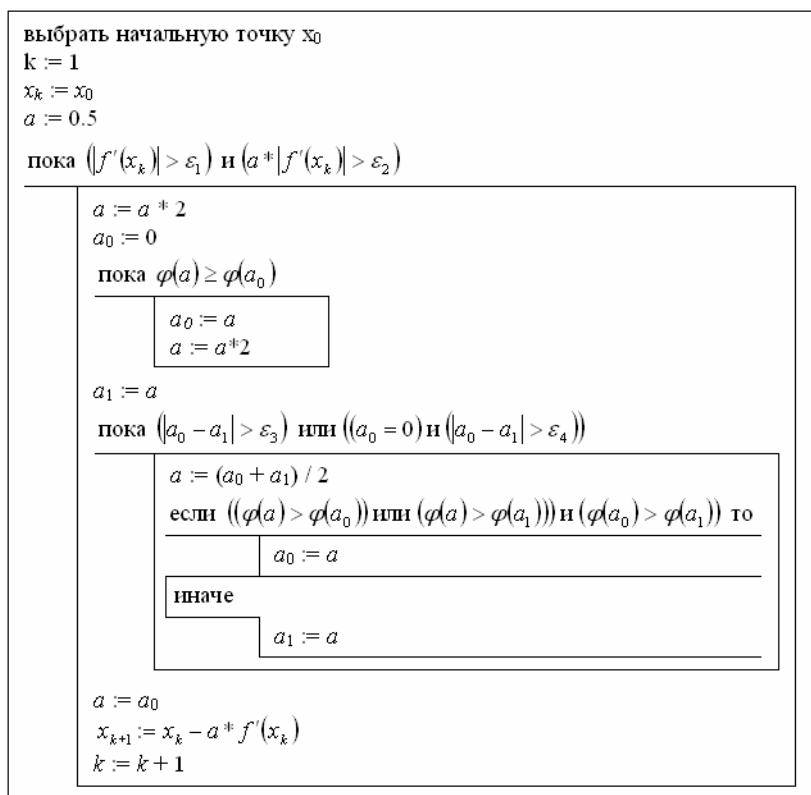 выбрать начальную точку x₀
k := 1
xₖ := x₀
a := 0.5
пока (|f'(xₖ)| > ε₁) и (a * |f'(xₖ)| > ε₂)
a := a * 2
a₀ := 0
пока φ(a) ≥ φ(a₀)
a₀ := a
a := a*2
a₁ := a
пока (|a₀ − a₁| > ε₃) или ((a₀ = 0) и (|a₀ − a₁| > ε₄))
a := (a₀ + a₁) / 2
если ((φ(a) > φ(a₀)) или (φ(a) > φ(a₁))) и (φ(a₀) > φ(a₁)) то
a₀ := a
иначе
a₁ := a
a := a₀
xₖ₊₁ := xₖ − a * f'(xₖ)
k := k + 1